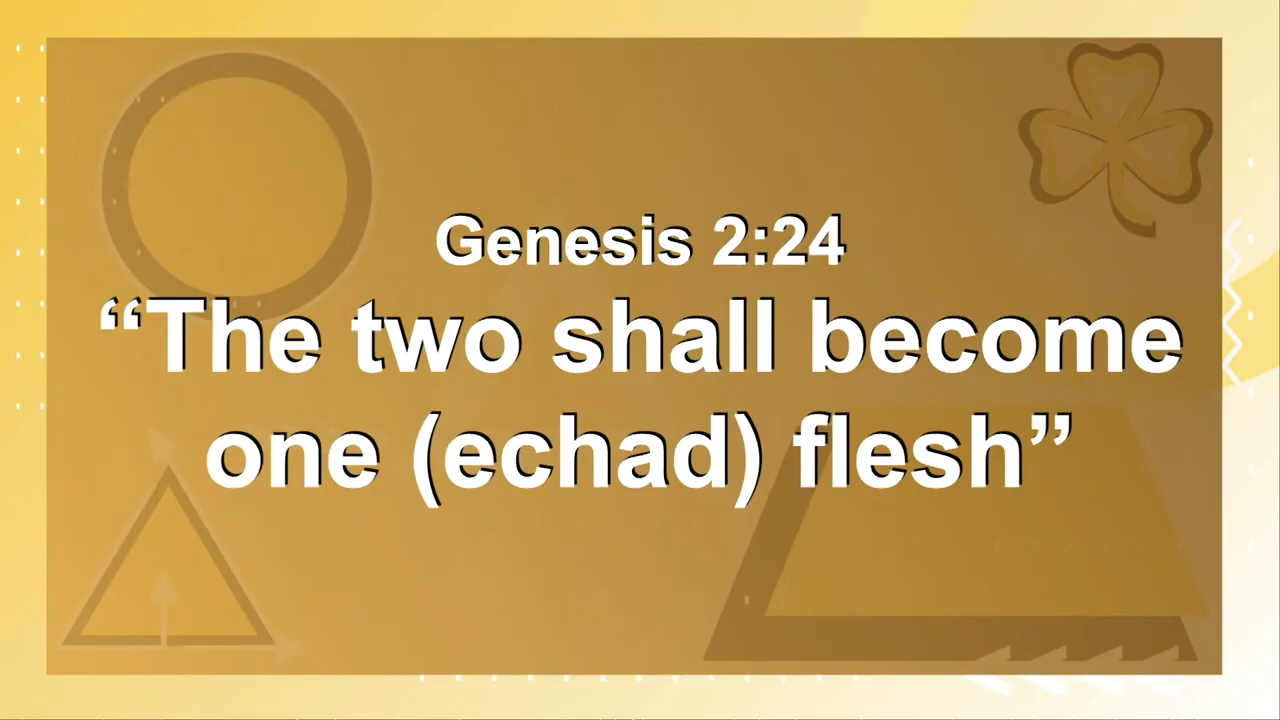 Genesis 2:24
“The two shall become
one (echad) flesh”